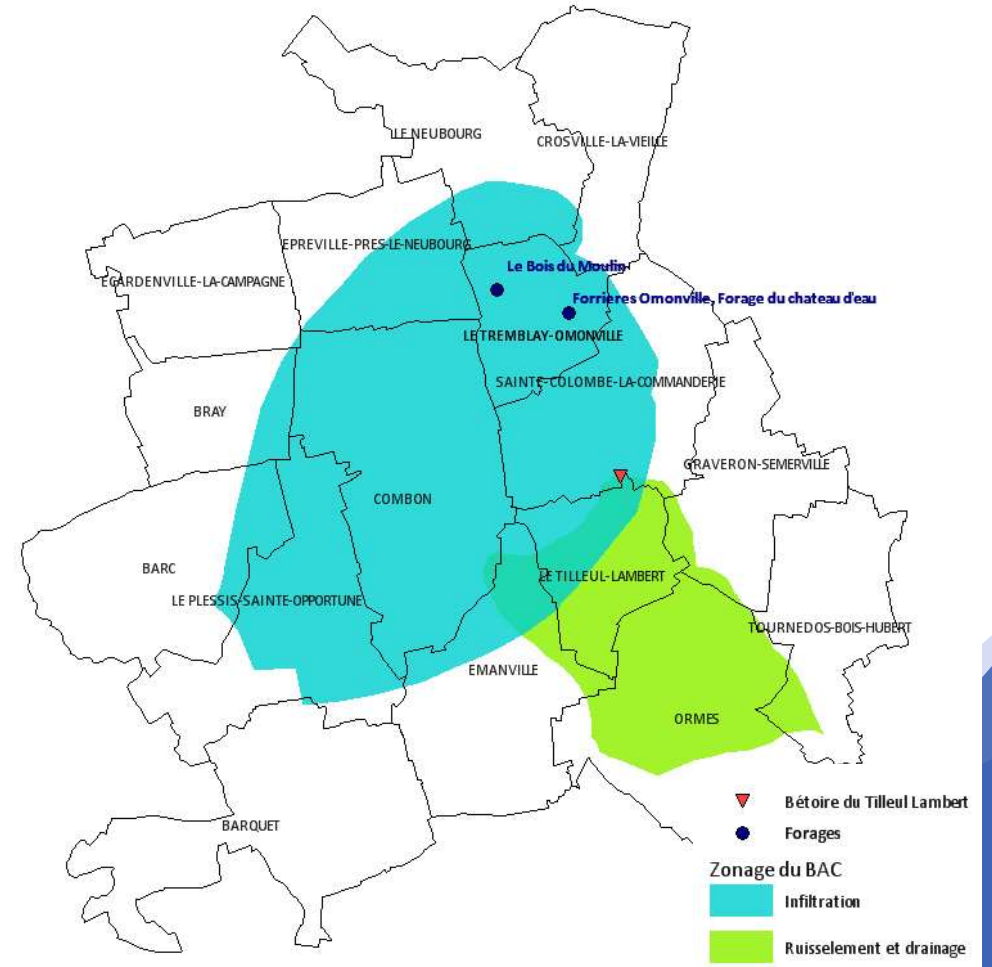 LE NEUBOURG
CROSVILLE-LA-VIEILLE
EPREVILLE-PRES-LE-NEUBOURG
EGARDENVILLE-LA-CAMPAGNE
Le Bois du Moulin
Forrières Omonville, Forage du chateau d'eau
LE TREMBLAY-OMONVILLE
SAINTE-COLOMBE-LA-COMMANDERIE
BRAY
GRAVERON-SEMERVILLE
COMBON
BARC
LE TILLEUL-LAMBERT
LE PLESSIS-SAINTE-OPPORTUNE
TOURNEDOS-BOIS-HUBERT
EMANVILLE
ORMES
BARQUET
Bétoire du Tilleul Lambert
Forages
Zonage du BAC
Infiltration
Ruisselement et drainage